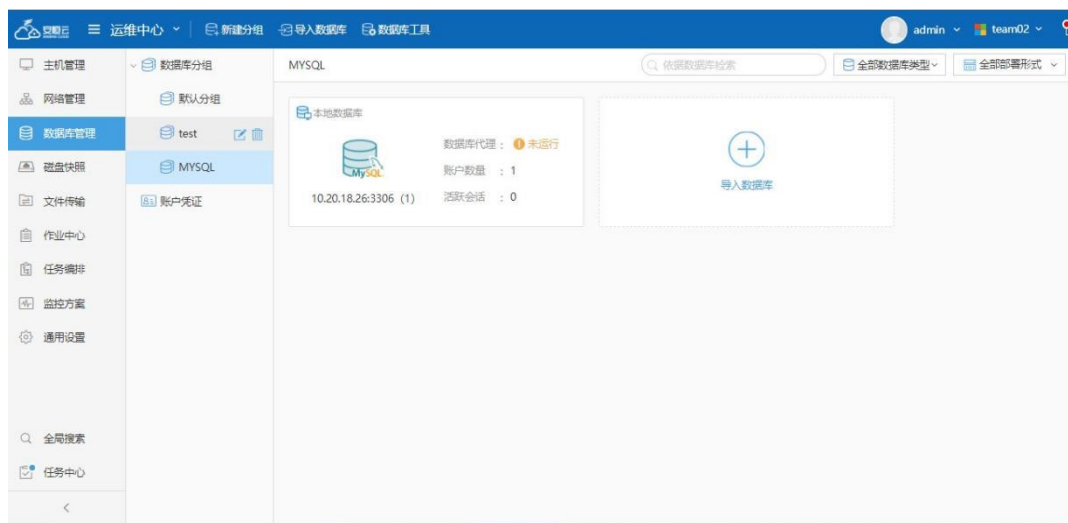 安畅云 运维中心 新建分组 导入数据库 数据库工具 admin team02
主机管理
网络管理
数据库管理
磁盘快照
文件传输
作业中心
任务编排
监控方案
通用设置
全局搜索
任务中心
数据库分组
默认分组
test
MYSQL
账户凭证
MYSQL 依据数据库检索 全部数据库类型 全部部署形式
本地数据库
MySQL
10.20.18.26:3306 (1)
数据库代理 : 未运行
账户数量 : 1
活跃会话 : 0
导入数据库